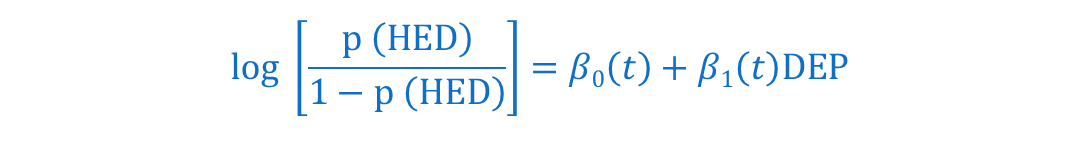 log [p (HED) / 1 − p (HED)] = β₀(t) + β₁(t)DEP